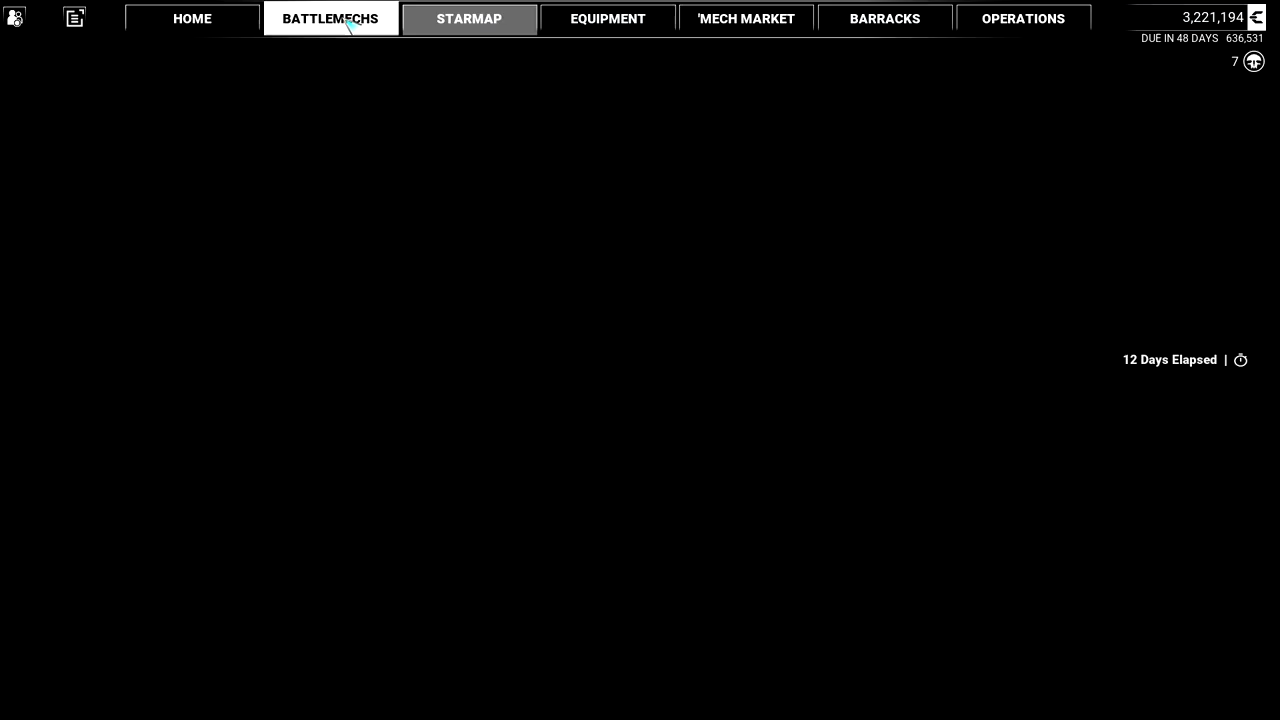 HOME
BATTLEMECHS
STARMAP
EQUIPMENT
'MECH MARKET
BARRACKS
OPERATIONS
3,221,194
DUE IN 48 DAYS 636,531
7
12 Days Elapsed |